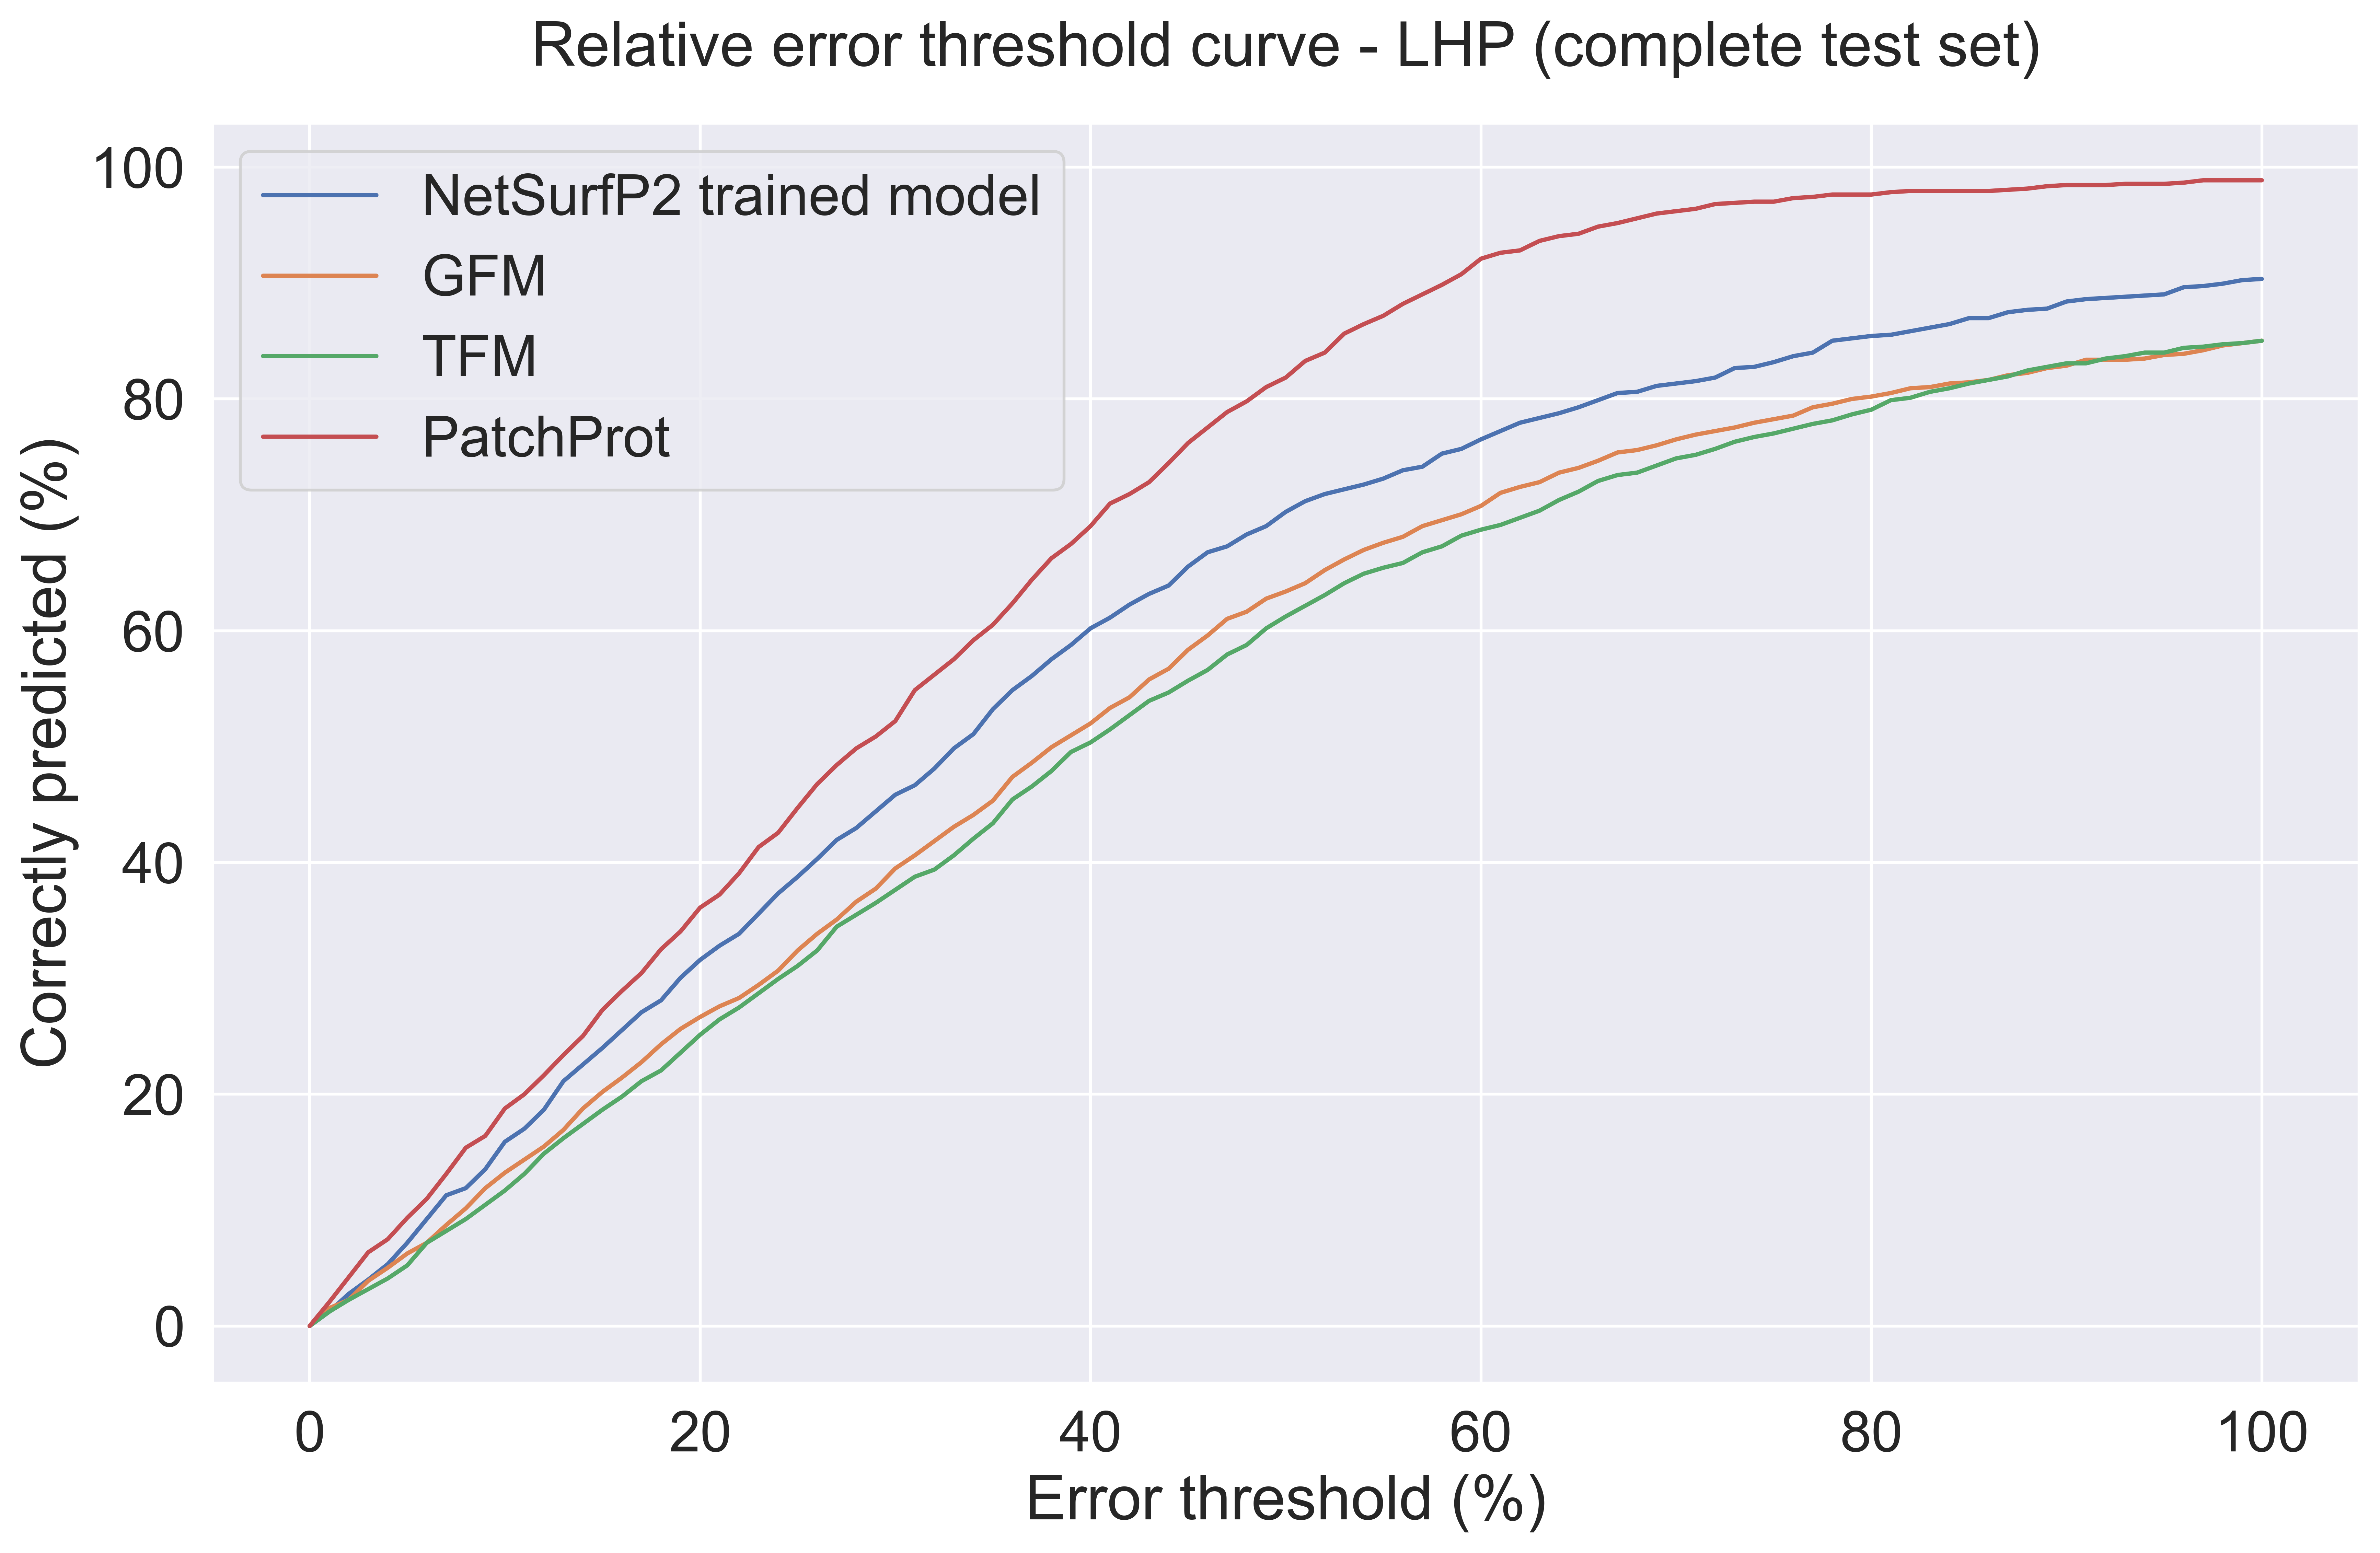 Relative error threshold curve - LHP (complete test set)
100
80
60
40
20
0
Correctly predicted (%)
NetSurfP2 trained model
GFM
TFM
PatchProt
0 20 40 60 80 100
Error threshold (%)